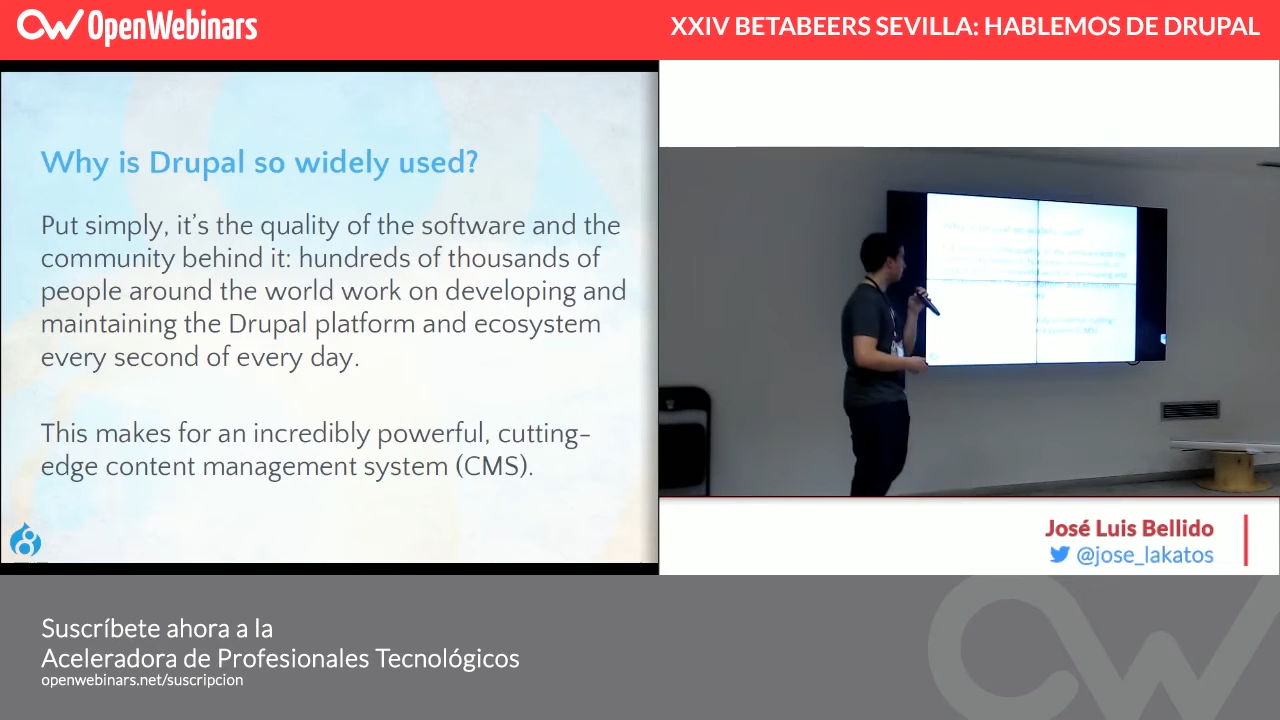 OpenWebinars
XXIV BETABEERS SEVILLA: HABLEMOS DE DRUPAL
Why is Drupal so widely used?
Put simply, it's the quality of the software and the
community behind it: hundreds of thousands of
people around the world work on developing and
maintaining the Drupal platform and ecosystem
every second of every day.
This makes for an incredibly powerful, cutting-
edge content management system (CMS).
José Luis Bellido
@jose_lakatos
Suscríbete ahora a la
Aceleradora de Profesionales Tecnológicos
openwebinars.net/suscripcion